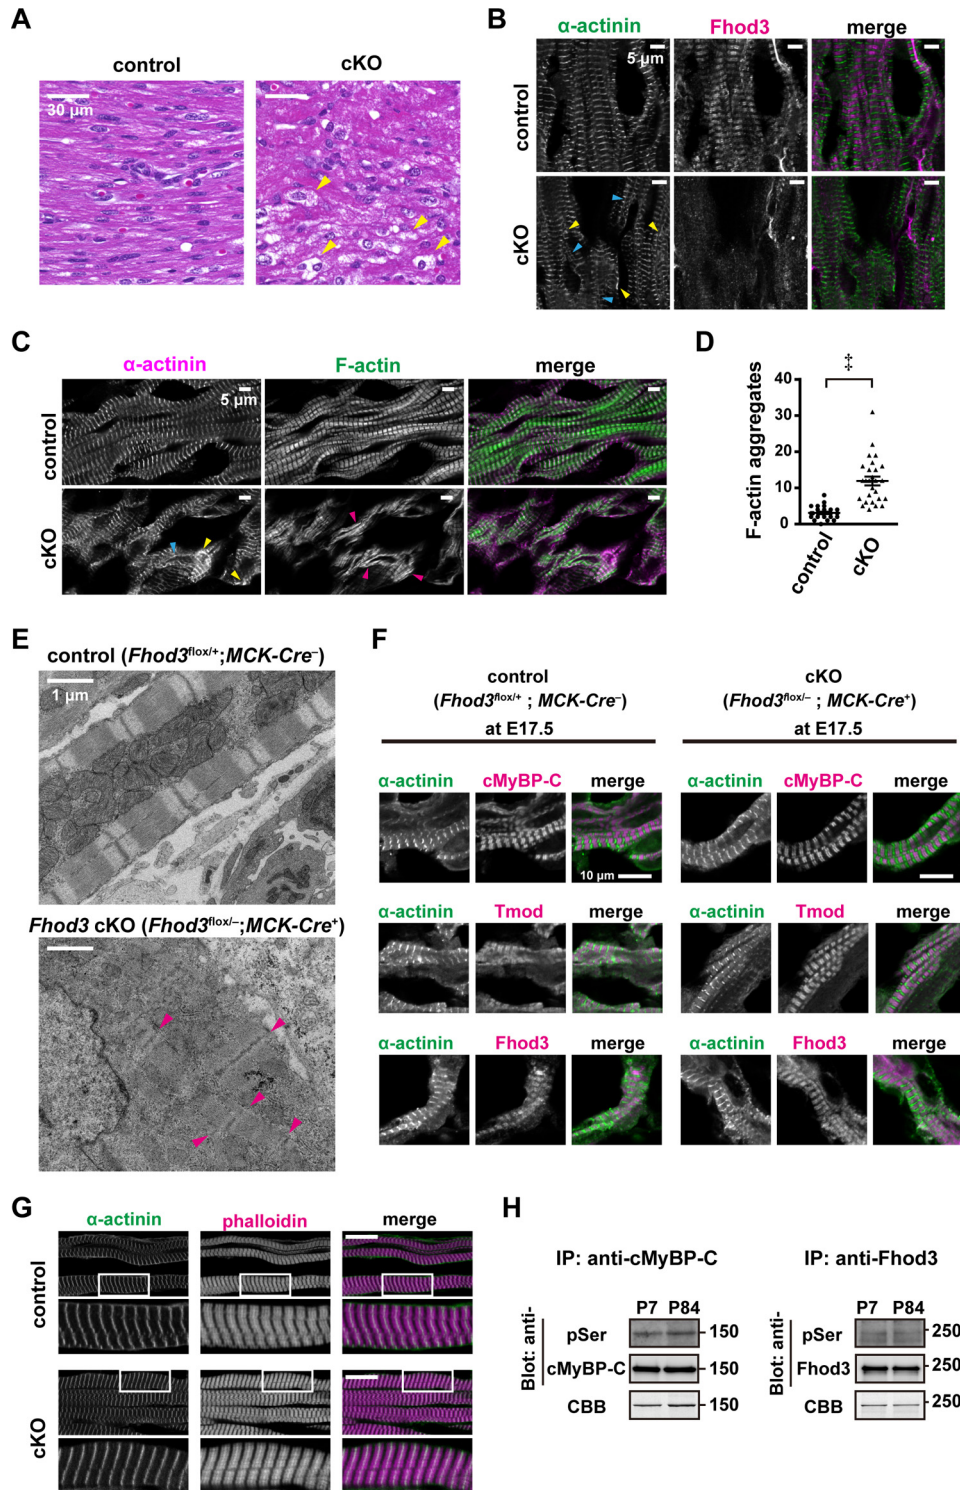 A
control
cKO
30 μm
B
α-actinin
Fhod3
merge
control
5 μm
cKO
C
α-actinin
F-actin
merge
control
5 μm
cKO
D
‡
F-actin aggregates
40
30
20
10
0
control
cKO
E
control (Fhod3flox/+;MCK-Cre–)
1 μm
Fhod3 cKO (Fhod3flox/–;MCK-Cre+)
F
control
(Fhod3flox/+ ; MCK-Cre–)
at E17.5
cKO
(Fhod3flox/– ; MCK-Cre+)
at E17.5
α-actinin cMyBP-C merge
α-actinin cMyBP-C merge
10 μm
α-actinin Tmod merge
α-actinin Tmod merge
α-actinin Fhod3 merge
α-actinin Fhod3 merge
G
α-actinin
phalloidin
merge
control
cKO
H
IP: anti-cMyBP-C
P7 P84
Blot: anti-
pSer
150
cMyBP-C
150
CBB
150
IP: anti-Fhod3
P7 P84
Blot: anti-
pSer
250
Fhod3
250
CBB
250